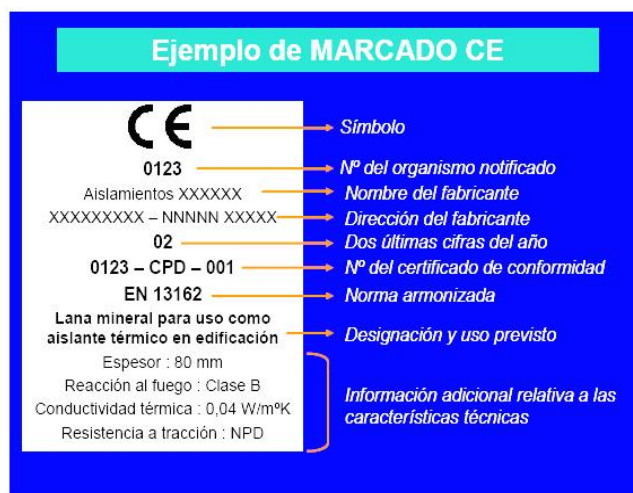 Ejemplo de MARCADO CE
CE
Símbolo
0123
Nº del organismo notificado
Aislamientos XXXXXX
Nombre del fabricante
XXXXXXXXX – NNNNN XXXXX
Dirección del fabricante
02
Dos últimas cifras del año
0123 – CPD – 001
Nº del certificado de conformidad
EN 13162
Norma armonizada
Lana mineral para uso como
aislante térmico en edificación
Designación y uso previsto
Espesor : 80 mm
Reacción al fuego : Clase B
Conductividad térmica : 0,04 W/mºK
Resistencia a tracción : NPD
Información adicional relativa a las
características técnicas